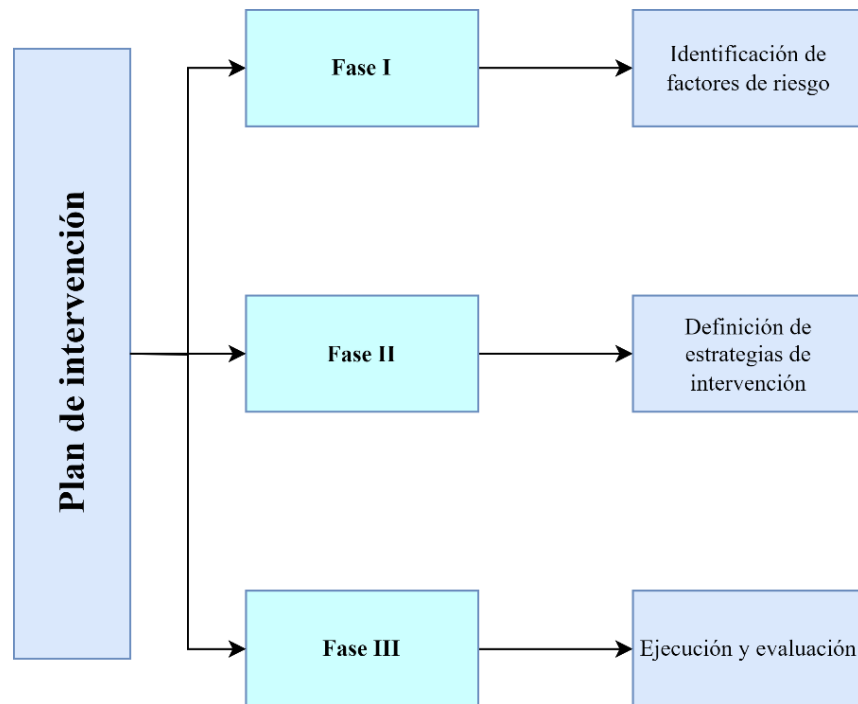 Plan de intervención
Fase I
Identificación de
factores de riesgo
Fase II
Definición de
estrategias de
intervención
Fase III
Ejecución y evaluación